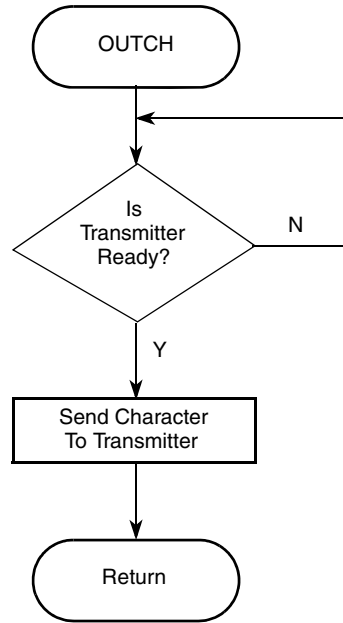 OUTCH
Is
Transmitter
Ready?
N
Y
Send Character
To Transmitter
Return